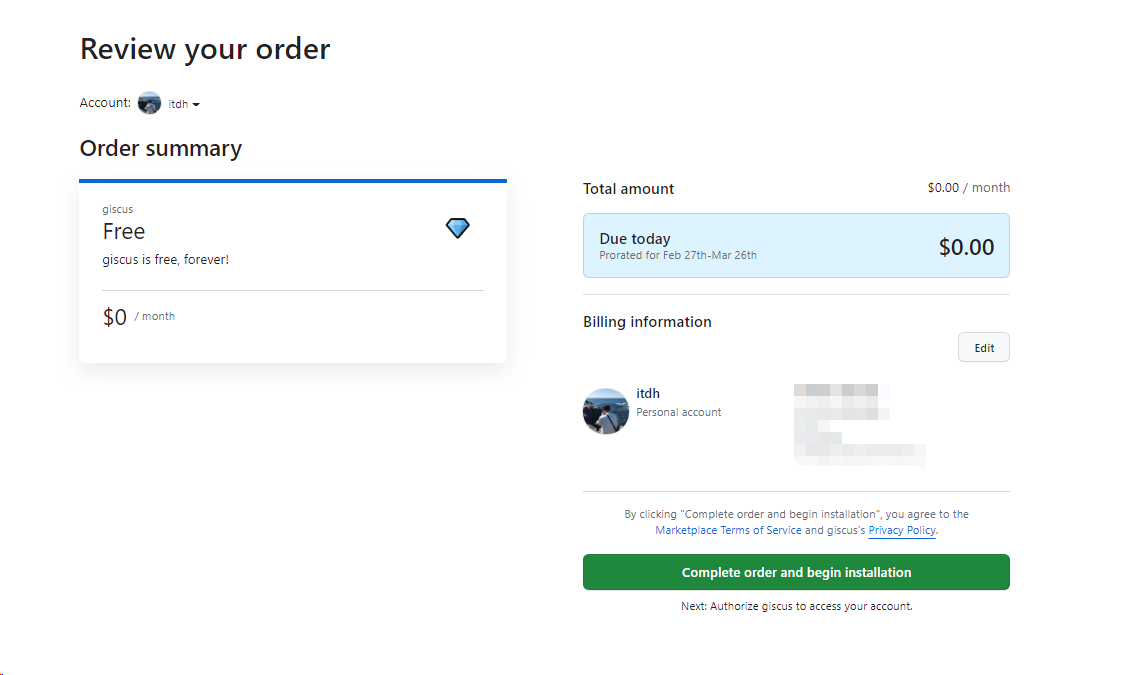 Review your order
Account: itdh
Order summary
giscus
Free
giscus is free, forever!
$0 / month
Total amount $0.00 / month
Due today
Prorated for Feb 27th-Mar 26th
$0.00
Billing information
Edit
itdh
Personal account
By clicking "Complete order and begin installation", you agree to the
Marketplace Terms of Service and giscus's Privacy Policy.
Complete order and begin installation
Next: Authorize giscus to access your account.